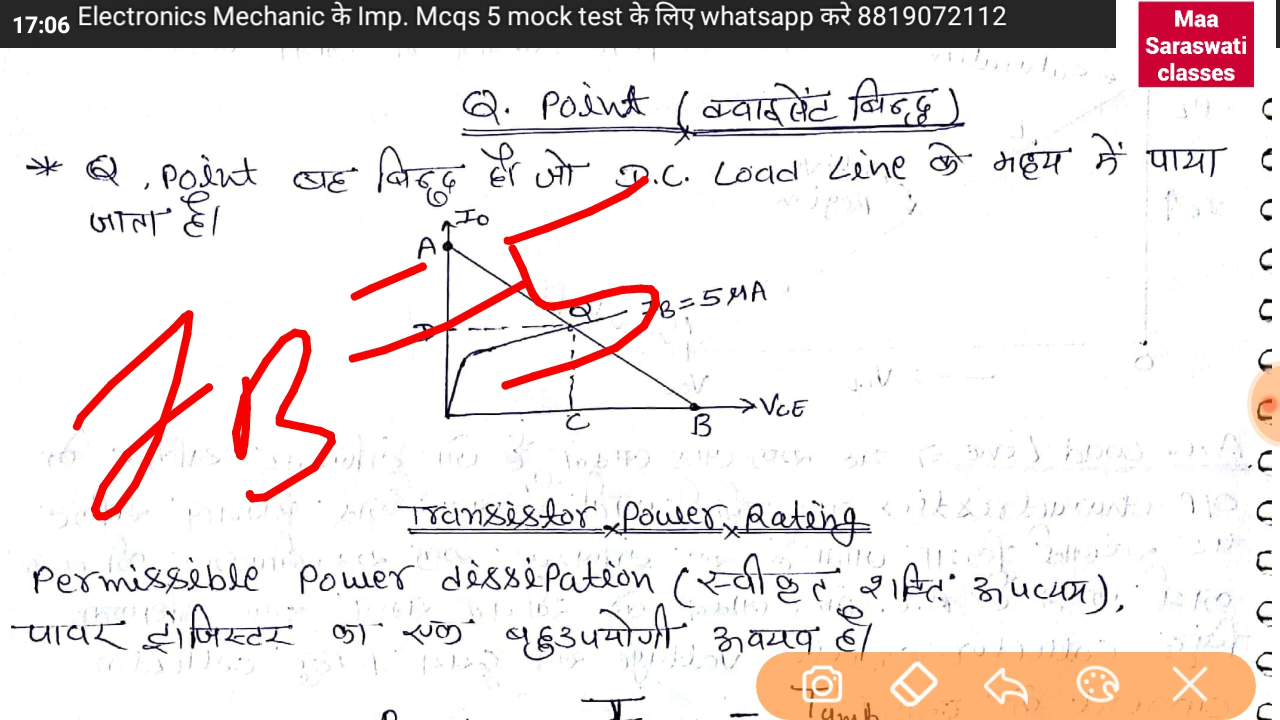 17:06 Electronics Mechanic के Imp. Mcqs 5 mock test के लिए whatsapp करे 8819072112
Maa
Saraswati
classes
Q. Point (क्वाइसेंट बिन्दु)
* Q. Point वह बिन्दु है। जो D.C. Load Line के मध्य में पाया
जाता है।
A
Q
IB = 5 μA
C
B
VCE
IB = 5
Transistor Power Rating
Permissible Power dissipation (स्वीकृत शक्ति अपव्यय),
पावर ट्रांजिस्टर का एक बहुउपयोगी अवयव है।
Tamb